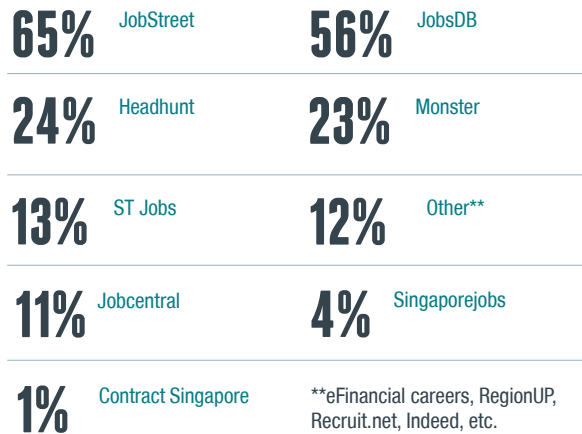 65% JobStreet
56% JobsDB
24% Headhunt
23% Monster
13% ST Jobs
12% Other**
11% Jobcentral
4% Singaporejobs
1% Contract Singapore
**eFinancial careers, RegionUP,
Recruit.net, Indeed, etc.